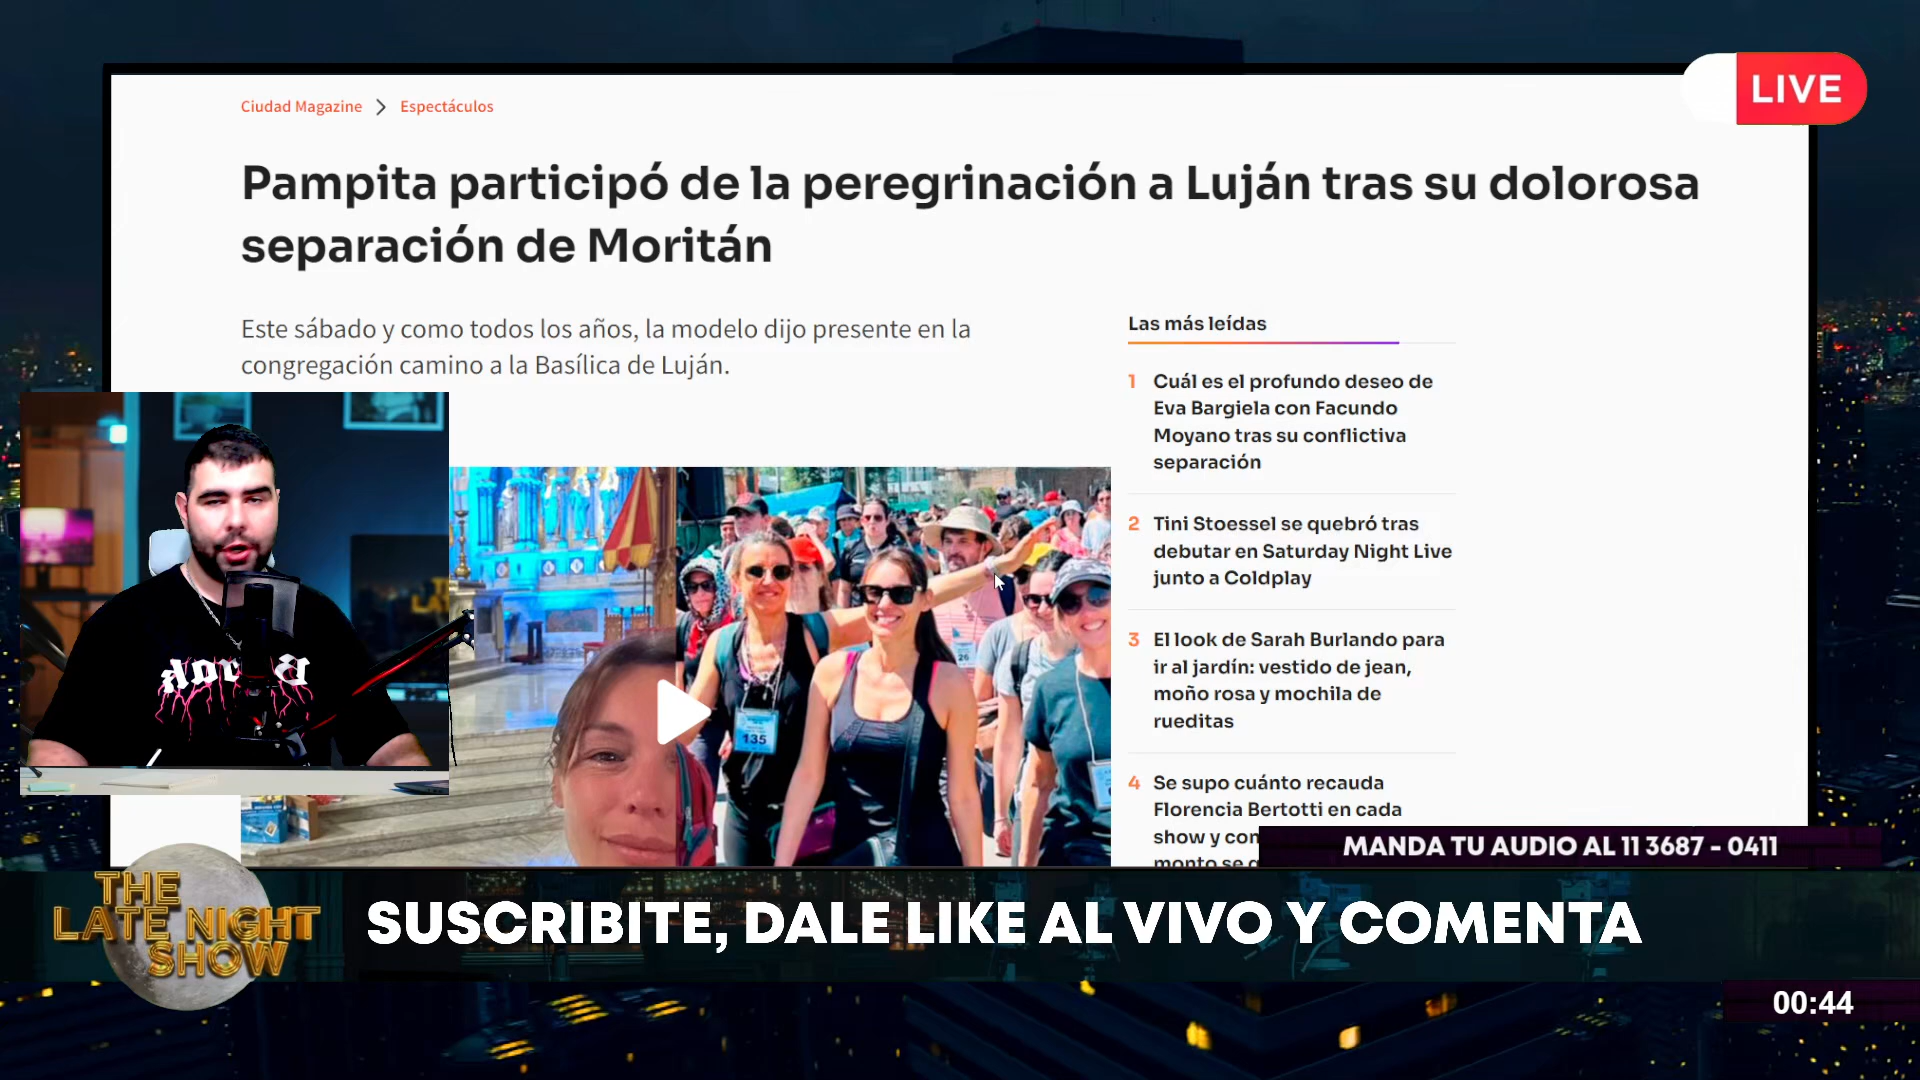 LIVE
Ciudad Magazine > Espectáculos
Pampita participó de la peregrinación a Luján tras su dolorosa
separación de Moritán
Este sábado y como todos los años, la modelo dijo presente en la
congregación camino a la Basílica de Luján.
Las más leídas
1 Cuál es el profundo deseo de
Eva Bargiela con Facundo
Moyano tras su conflictiva
separación
2 Tini Stoessel se quebró tras
debutar en Saturday Night Live
junto a Coldplay
3 El look de Sarah Burlando para
ir al jardín: vestido de jean,
moño rosa y mochila de
rueditas
4 Se supo cuánto recauda
Florencia Bertotti en cada
show y
monto se
135
26
MANDA TU AUDIO AL 11 3687 - 0411
THE
LATE NIGHT
SHOW
SUSCRIBITE, DALE LIKE AL VIVO Y COMENTA
00:44